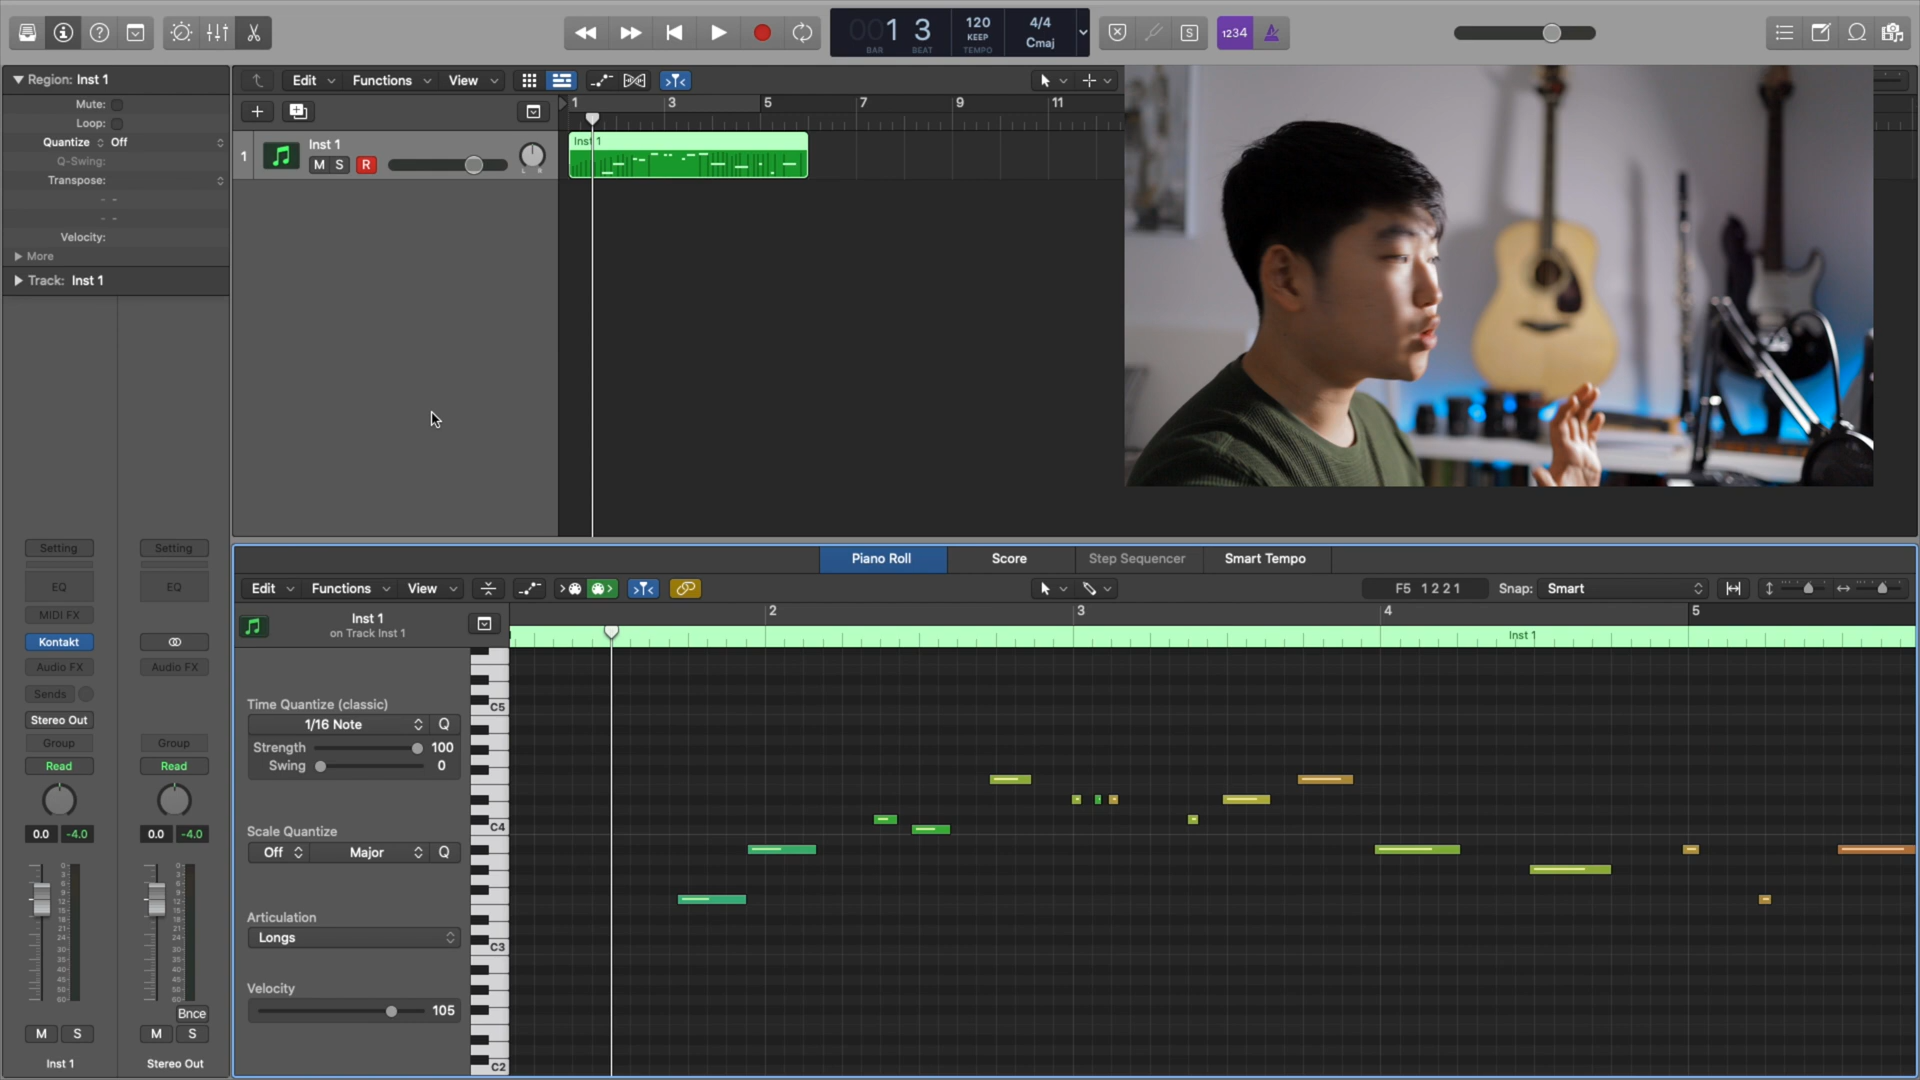 001 3
BAR BEAT
120
KEEP
TEMPO
4/4
Cmaj
S
1234
Region: Inst 1
Mute:
Loop:
Quantize Off
Q-Swing:
Transpose:
Velocity:
More
Track: Inst 1
Edit Functions View
1 3 5 7 9 11
1
Inst 1
M S R
L R
Inst 1
Setting Setting
EQ EQ
MIDI FX
Kontakt
Audio FX Audio FX
Sends
Stereo Out
Group Group
Read Read
0.0 -4.0 0.0 -4.0
Bnce
M S M S
Inst 1 Stereo Out
Piano Roll Score Step Sequencer Smart Tempo
Edit Functions View
F5 1 2 2 1
Snap: Smart
Inst 1
on Track Inst 1
2 3 4 5
Inst 1
Time Quantize (classic)
1/16 Note Q
Strength 100
Swing 0
Scale Quantize
Off Major Q
Articulation
Longs
Velocity
105
C5
C4
C3
C2